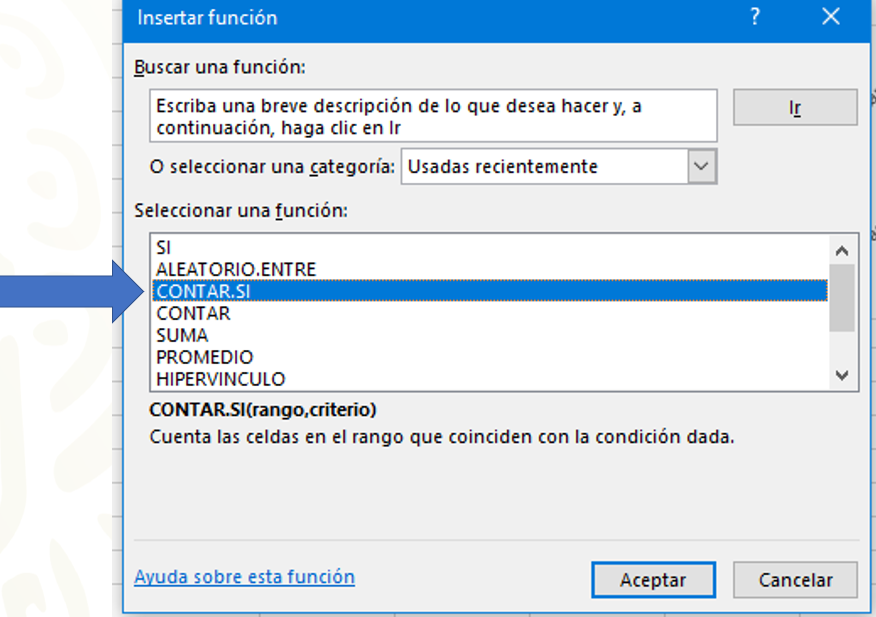 Insertar función
?
Buscar una función:
Escriba una breve descripción de lo que desea hacer y, a
continuación, haga clic en Ir
Ir
O seleccionar una categoría: Usadas recientemente
Seleccionar una función:
SI
ALEATORIO.ENTRE
CONTAR.SI
CONTAR
SUMA
PROMEDIO
HIPERVINCULO
CONTAR.SI(rango,criterio)
Cuenta las celdas en el rango que coinciden con la condición dada.
Ayuda sobre esta función
Aceptar
Cancelar